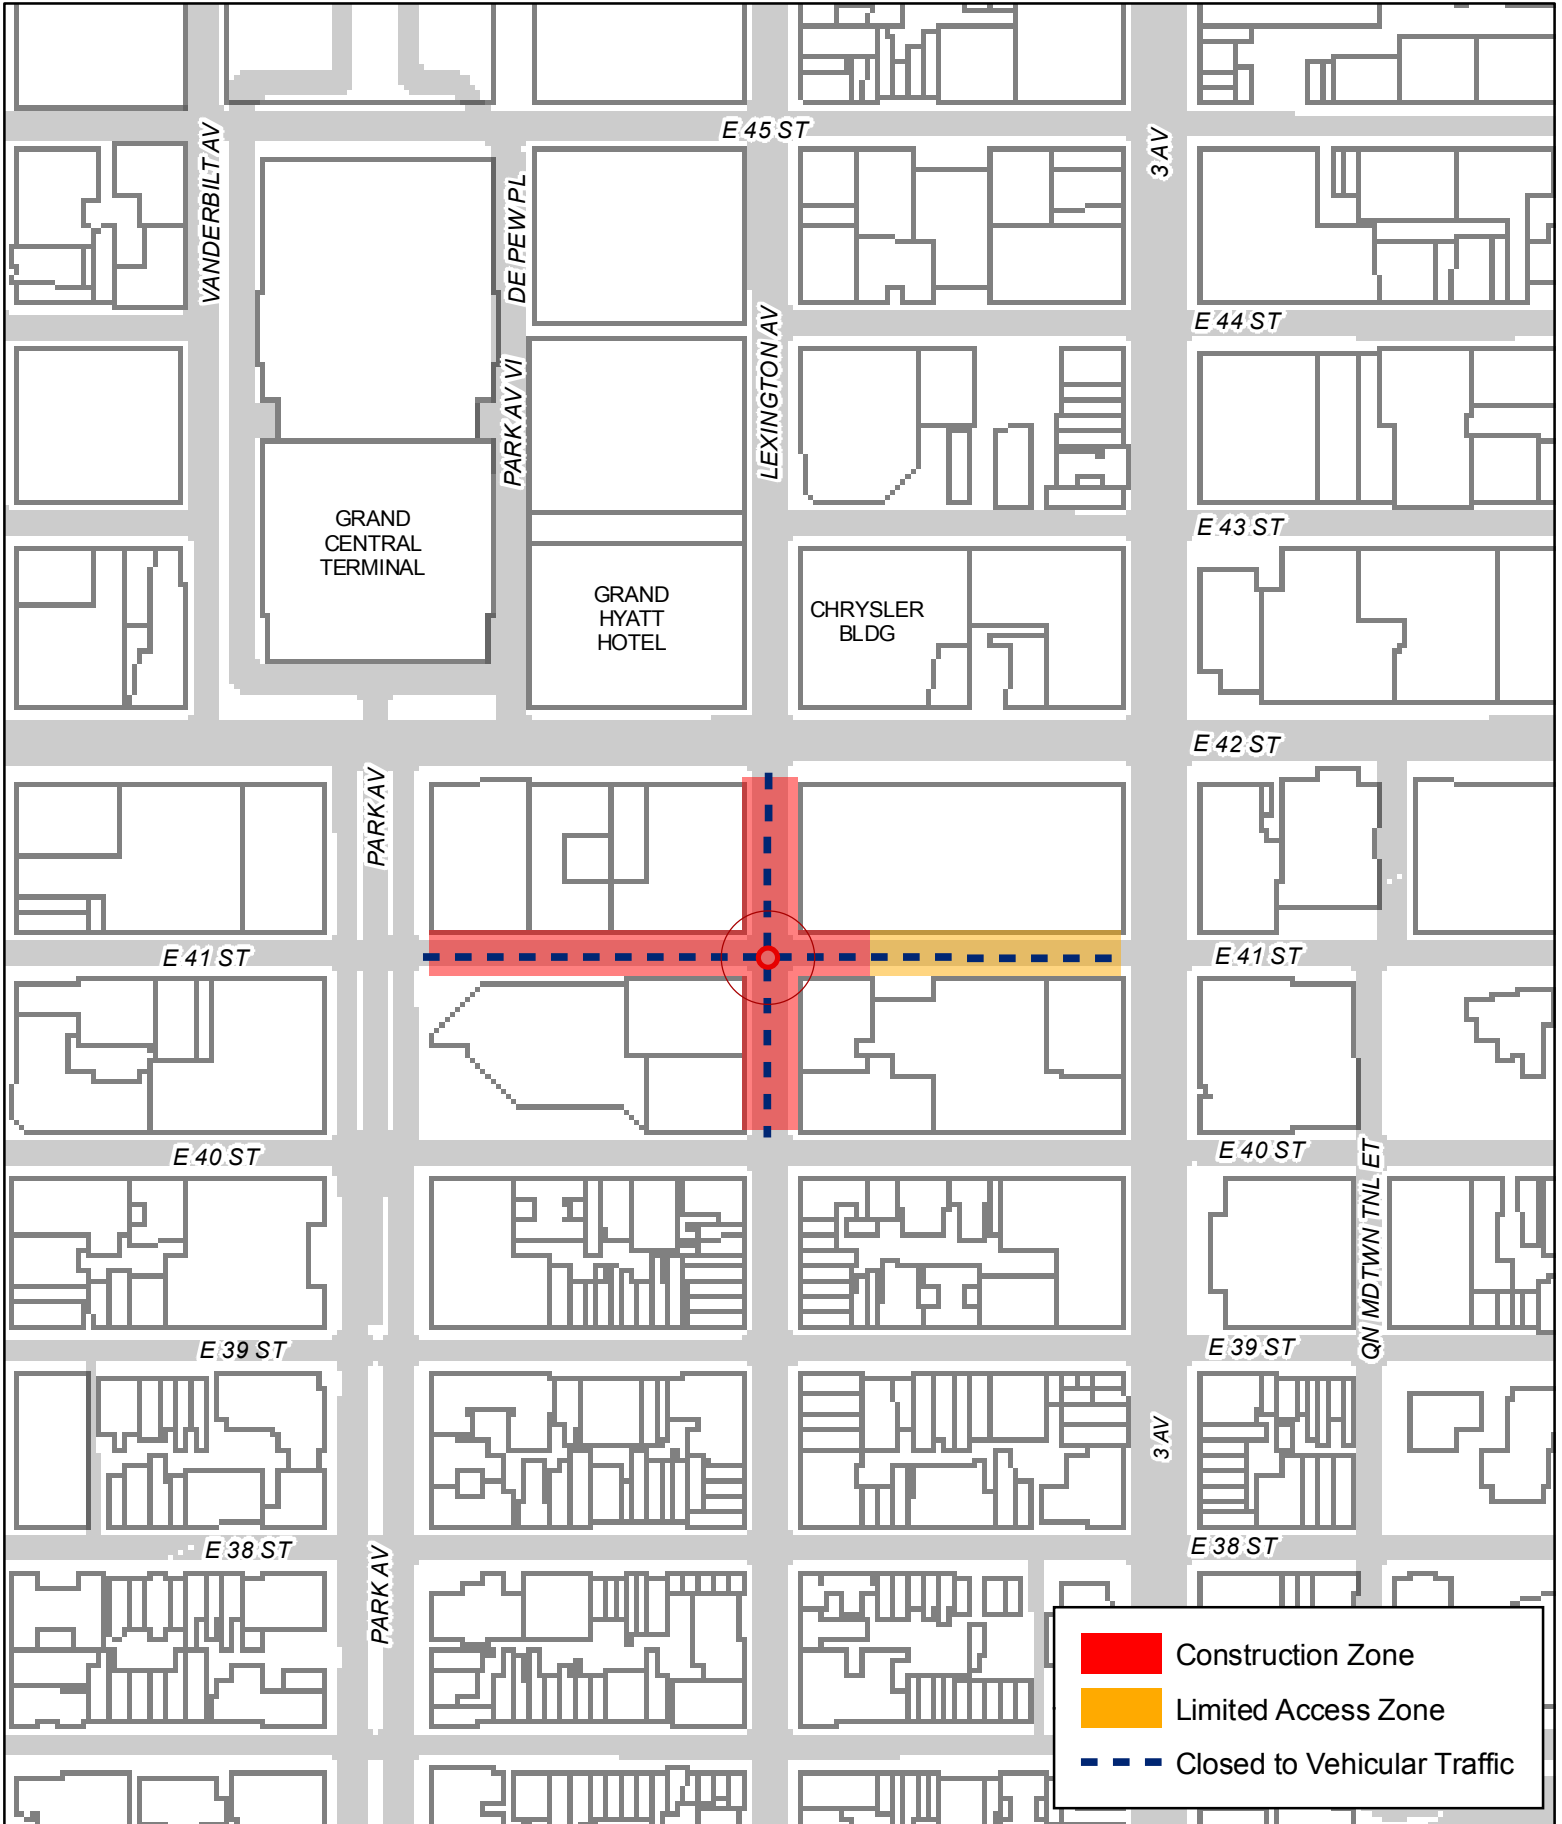 E 45 ST
VANDERBILT AV
DE PEW PL
3 AV
E 44 ST
LEXINGTON AV
PARK AV VI
GRAND
CENTRAL
TERMINAL
E 43 ST
GRAND
HYATT
HOTEL
CHRYSLER
BLDG
E 42 ST
PARK AV
E 41 ST
E 41 ST
E 40 ST
E 40 ST
QN MDTWN TNL ET
E 39 ST
E 39 ST
3 AV
E 38 ST
E 38 ST
PARK AV
Construction Zone
Limited Access Zone
Closed to Vehicular Traffic